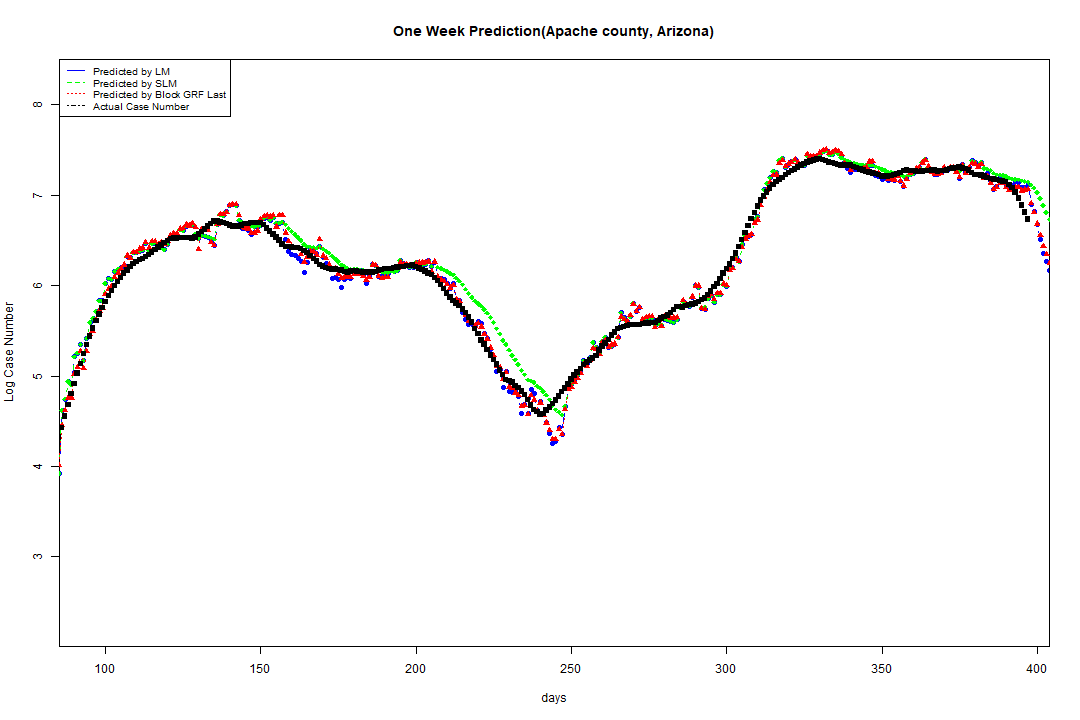 One Week Prediction(Apache county, Arizona)
Predicted by LM
Predicted by SLM
Predicted by Block GRF Last
Actual Case Number
8
7
6
5
4
3
Log Case Number
100 150 200 250 300 350 400
days